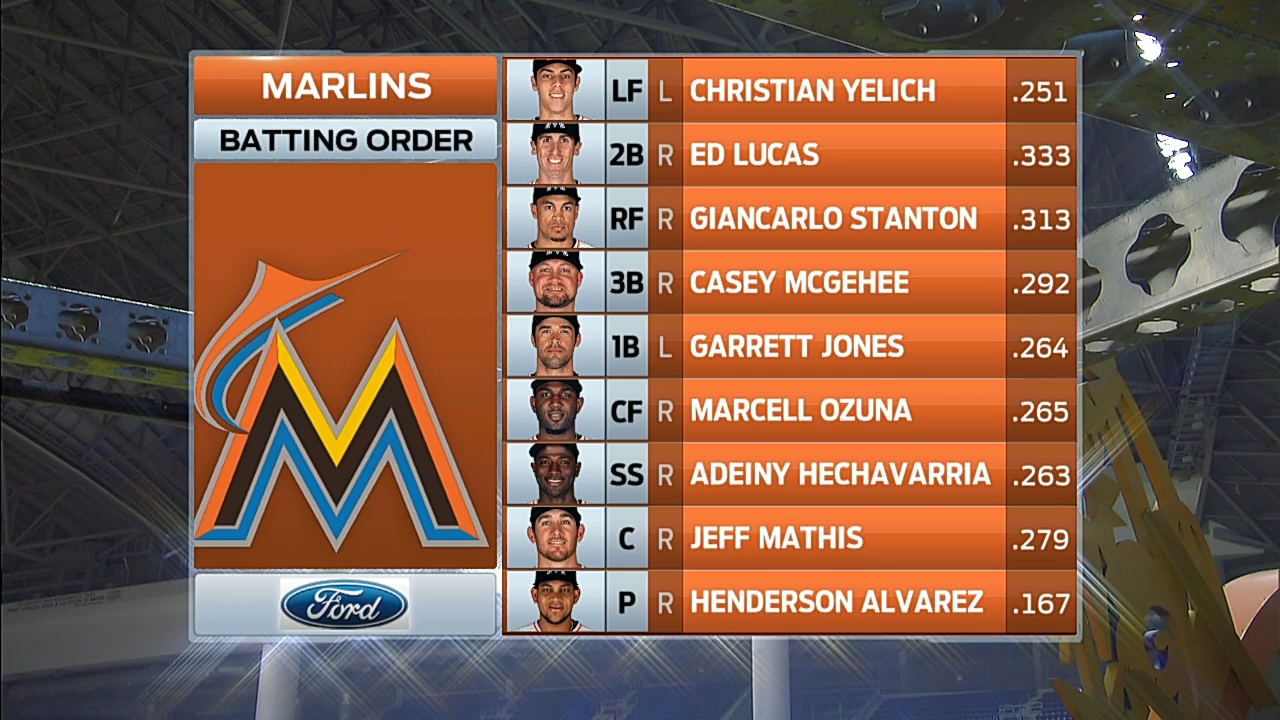 MARLINS
BATTING ORDER
LF L CHRISTIAN YELICH .251
2B R ED LUCAS .333
RF R GIANCARLO STANTON .313
3B R CASEY MCGEHEE .292
1B L GARRETT JONES .264
CF R MARCELL OZUNA .265
SS R ADEINY HECHAVARRIA .263
C R JEFF MATHIS .279
P R HENDERSON ALVAREZ .167
Ford